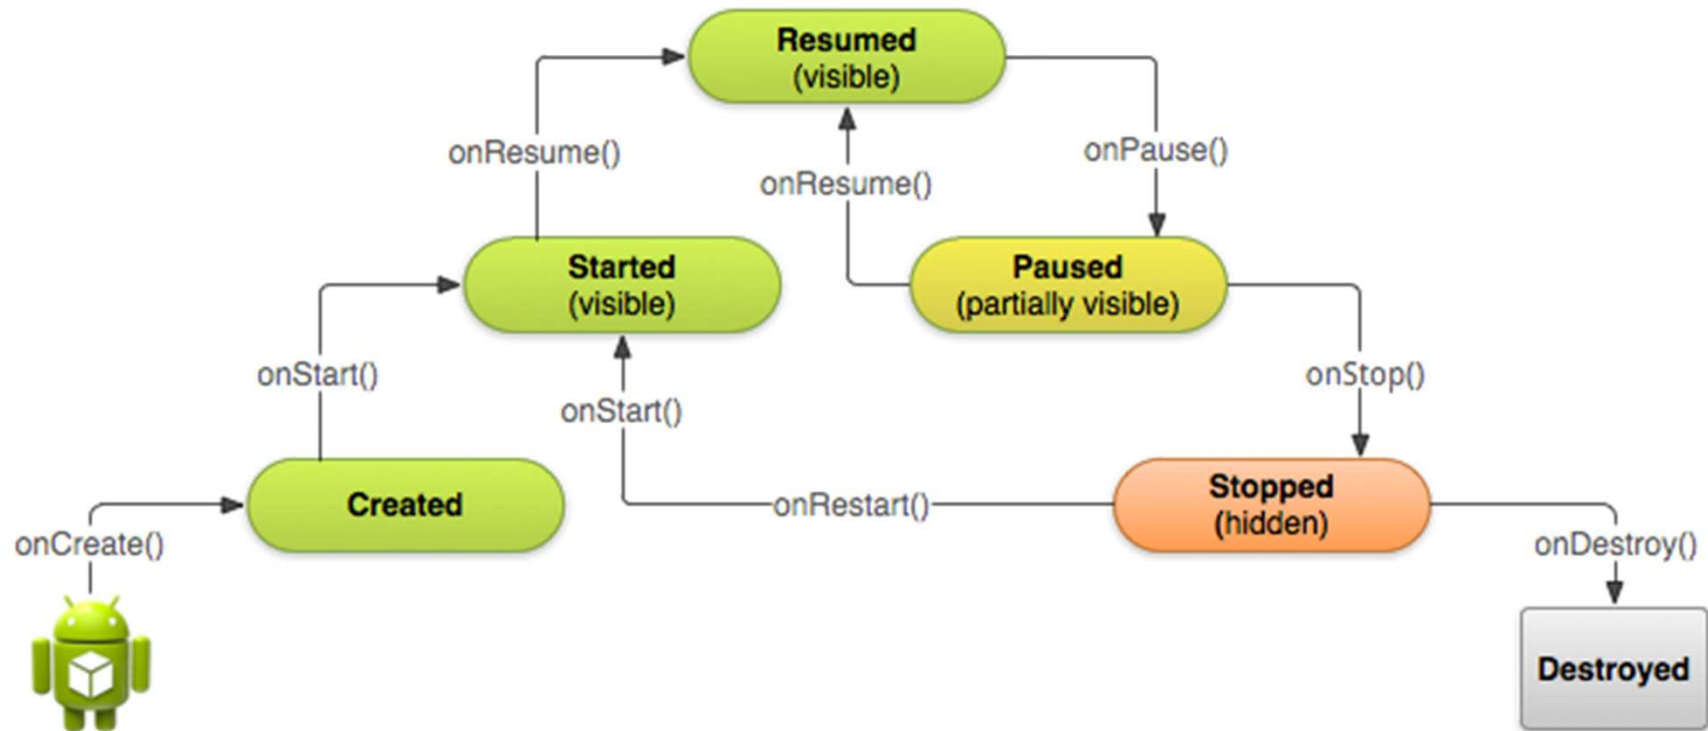 Resumed
(visible)
onResume()
onPause()
onResume()
Started
(visible)
Paused
(partially visible)
onStart()
onStop()
onStart()
Created
onRestart()
Stopped
(hidden)
onCreate()
onDestroy()
Destroyed